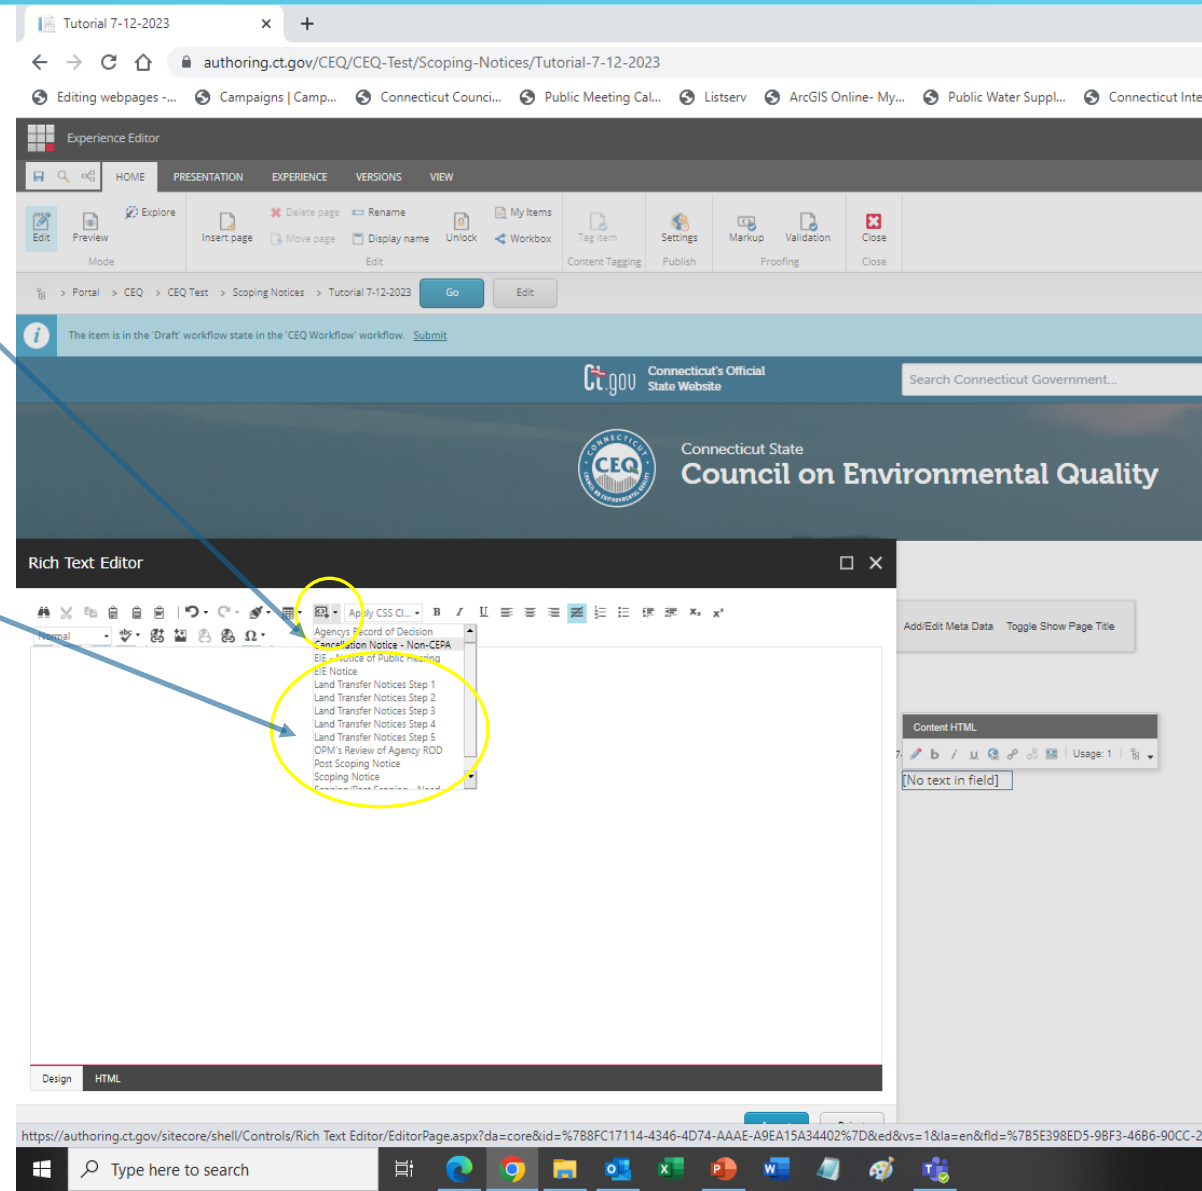 Tutorial 7-12-2023
authoring.ct.gov/CEQ/CEQ-Test/Scoping-Notices/Tutorial-7-12-2023
Editing webpages -... Campaigns | Camp... Connecticut Counci... Public Meeting Cal... Listserv ArcGIS Online- My... Public Water Suppl... Connecticut Inte
Experience Editor
HOME PRESENTATION EXPERIENCE VERSIONS VIEW
Explore Delete page Rename My Items
Edit Preview Insert page Move page Display name Unlock Workbox Tag item Settings Markup Validation Close
Mode Edit Content Tagging Publish Proofing Close
> Portal > CEQ > CEQ Test > Scoping Notices > Tutorial 7-12-2023 Go Edit
The item is in the 'Draft' workflow state in the 'CEQ Workflow' workflow. Submit
Ct.gov Connecticut's Official
State Website
Search Connecticut Government...
CONNECTICUT
CEQ
COUNCIL ON ENVIRONMENTAL QUALITY
Connecticut State
Council on Environmental Quality
Rich Text Editor
Apply CSS Cl... B I U
Normal
Agencys Record of Decision
Cancellation Notice - Non-CEPA
EIE - Notice of Public Hearing
EIE Notice
Land Transfer Notices Step 1
Land Transfer Notices Step 2
Land Transfer Notices Step 3
Land Transfer Notices Step 4
Land Transfer Notices Step 5
OPM's Review of Agency ROD
Post Scoping Notice
Scoping Notice
Add/Edit Meta Data Toggle Show Page Title
Content HTML
b i u Usage: 1
[No text in field]
Design HTML
https://authoring.ct.gov/sitecore/shell/Controls/Rich Text Editor/EditorPage.aspx?da=core&id=%7B8FC17114-4346-4D74-AAAE-A9EA15A34402%7D&ed&vs=1&la=en&fld=%7B5E398ED5-9BF3-46B6-90CC-2
Type here to search